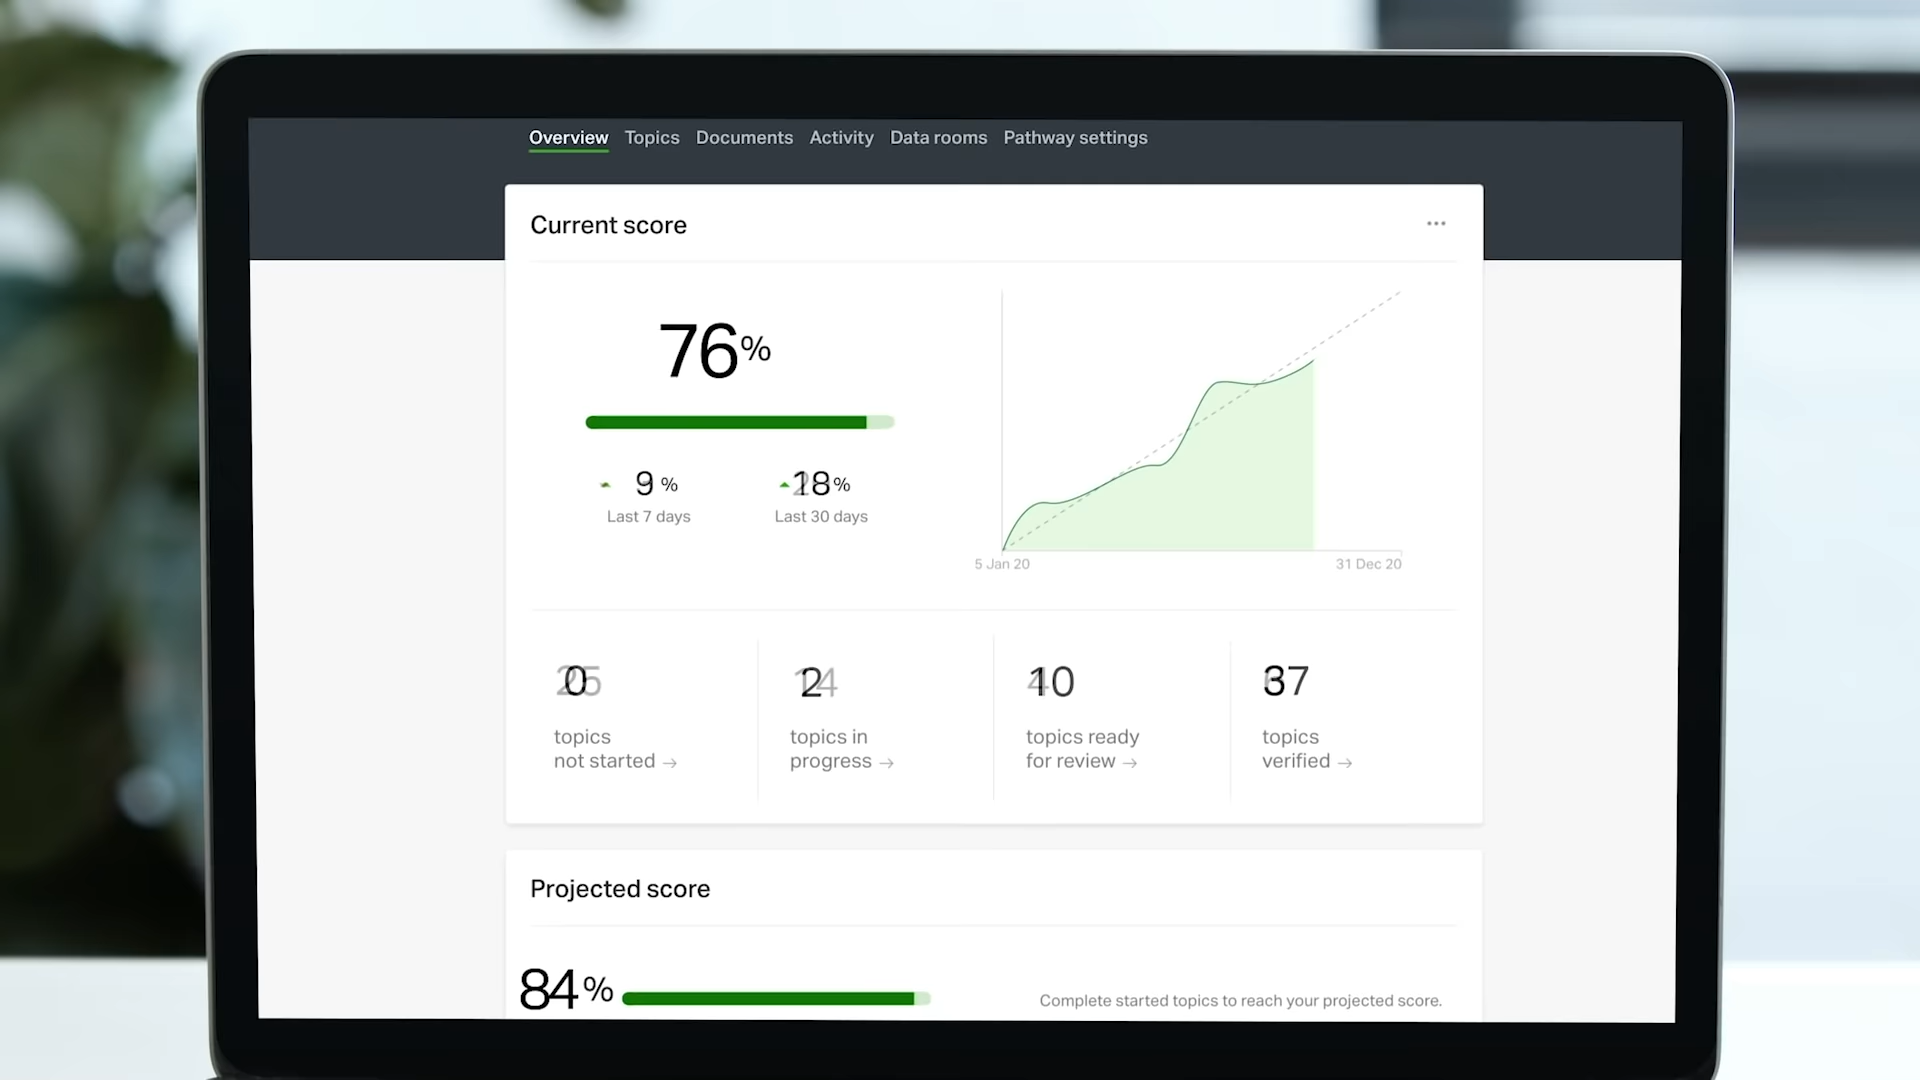 Overview Topics Documents Activity Data rooms Pathway settings
Current score
76%
9 % 18%
Last 7 days Last 30 days
5 Jan 20 31 Dec 20
0 2 10 37
topics topics in topics ready topics
not started → progress → for review → verified →
Projected score
84%
Complete started topics to reach your projected score.